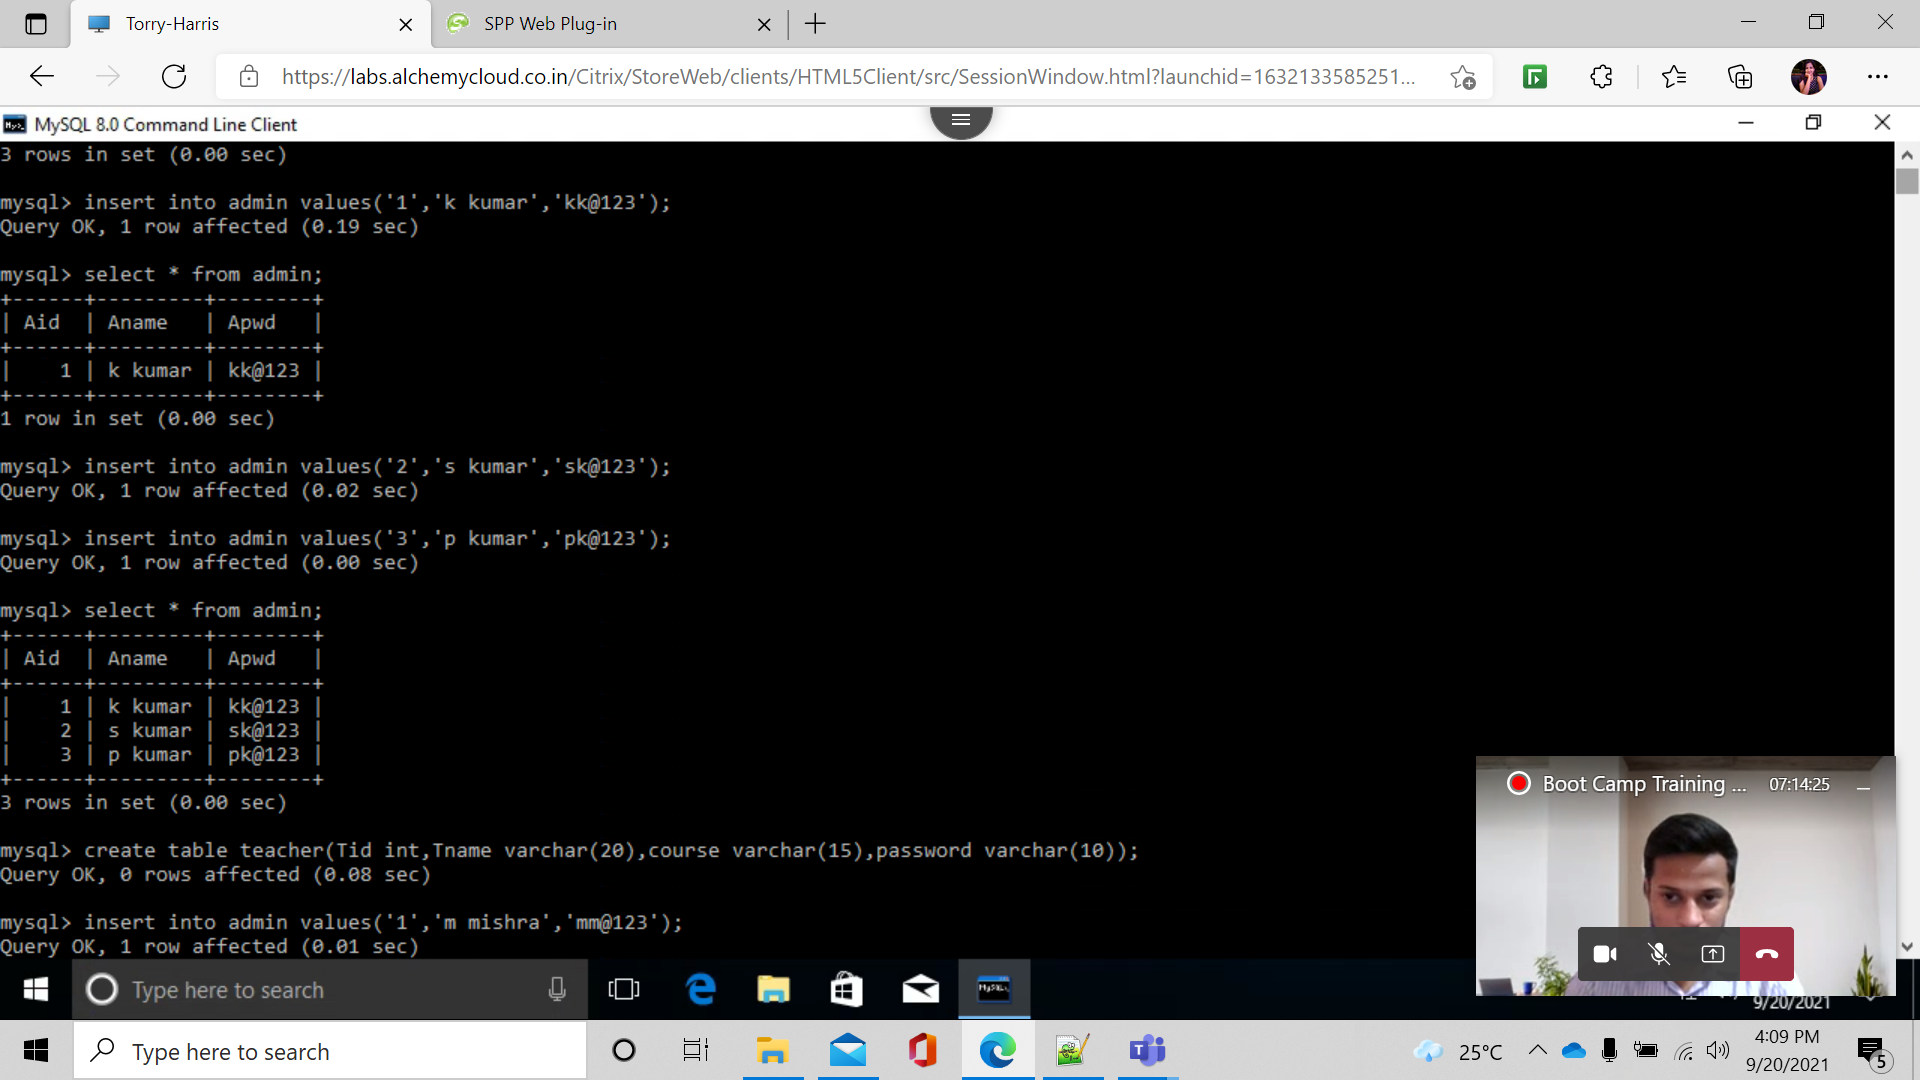 Torry-Harris
SPP Web Plug-in
https://labs.alchemycloud.co.in/Citrix/StoreWeb/clients/HTML5Client/src/SessionWindow.html?launchid=1632133585251...
MySQL 8.0 Command Line Client
3 rows in set (0.00 sec)
mysql> insert into admin values('1','k kumar','kk@123');
Query OK, 1 row affected (0.19 sec)
mysql> select * from admin;
+------+---------+--------+
| Aid  | Aname   | Apwd   |
+------+---------+--------+
|    1 | k kumar | kk@123 |
+------+---------+--------+
1 row in set (0.00 sec)
mysql> insert into admin values('2','s kumar','sk@123');
Query OK, 1 row affected (0.02 sec)
mysql> insert into admin values('3','p kumar','pk@123');
Query OK, 1 row affected (0.00 sec)
mysql> select * from admin;
+------+---------+--------+
| Aid  | Aname   | Apwd   |
+------+---------+--------+
|    1 | k kumar | kk@123 |
|    2 | s kumar | sk@123 |
|    3 | p kumar | pk@123 |
+------+---------+--------+
3 rows in set (0.00 sec)
mysql> create table teacher(Tid int,Tname varchar(20),course varchar(15),password varchar(10));
Query OK, 0 rows affected (0.08 sec)
mysql> insert into admin values('1','m mishra','mm@123');
Query OK, 1 row affected (0.01 sec)
Boot Camp Training ... 07:14:25
Type here to search
9/20/2021
Type here to search
25°C
4:09 PM
9/20/2021
5